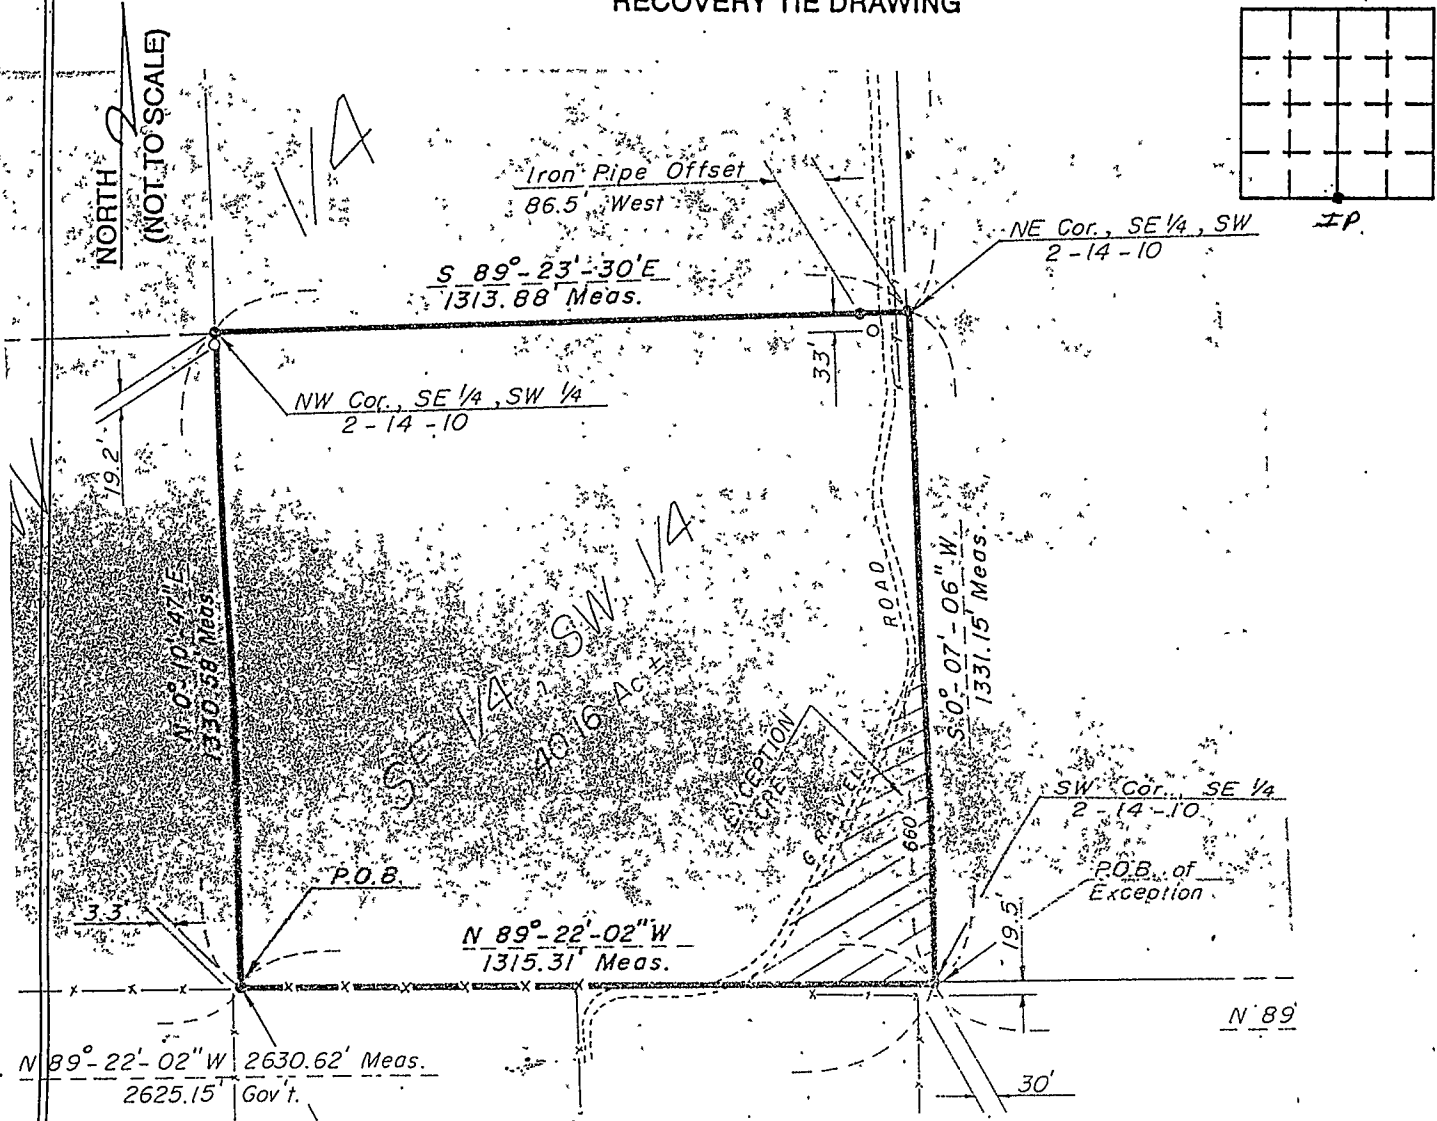 RECOVERY TIE DRAWING
NORTH
(NOT TO SCALE)
1/4
Iron Pipe Offset
86.5' West
I.P.
NE Cor., SE 1/4, SW
2-14-10
S 89°-23'-30"E
1313.88' Meas.
33'
NW Cor., SE 1/4, SW 1/4
2-14-10
19.2'
N 0°-10'-47"E
1330.58' Meas.
SE 1/4, SW 1/4
40.16 Ac.±
GRAVEL ROAD
S 0°-07'-06"W
1331.15' Meas.
EXCEPTION
660'
SW Cor., SE 1/4
2-14-10
P.O.B. of
Exception
P.O.B.
3.3'
N 89°-22'-02"W
1315.31' Meas.
19.5'
N 89
N 89°-22'-02"W 2630.62' Meas.
2625.15' Gov't.
30'